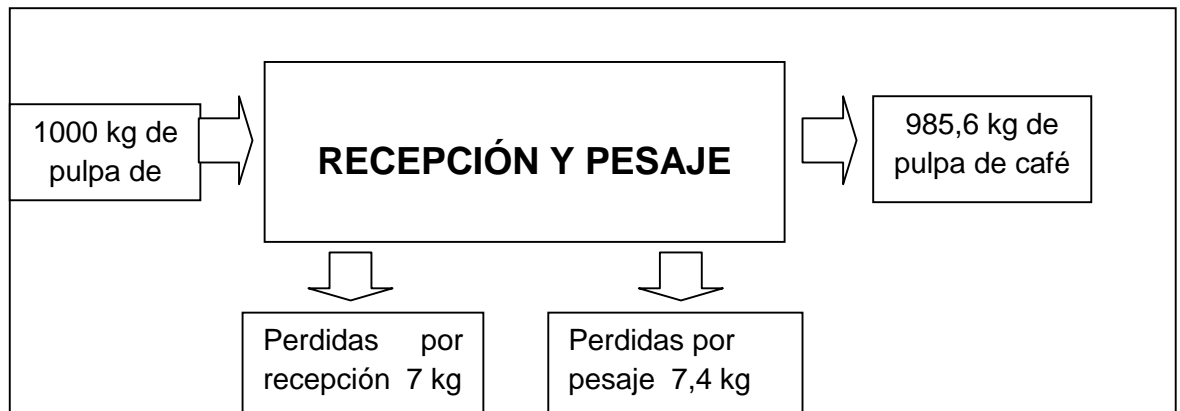 1000 kg de
pulpa de
RECEPCIÓN Y PESAJE
985,6 kg de
pulpa de café
Perdidas por
recepción 7 kg
Perdidas por
pesaje 7,4 kg